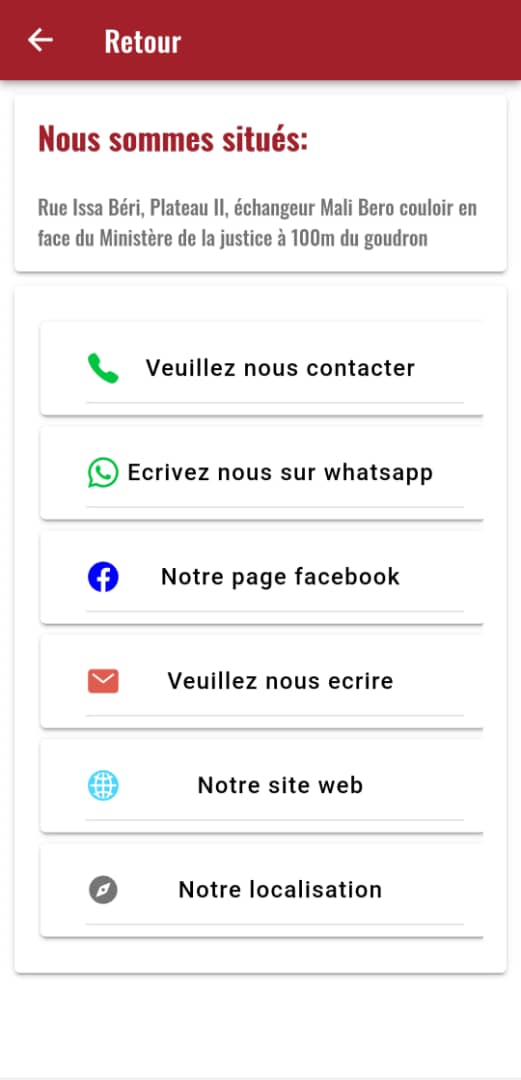 Retour
Nous sommes situés:
Rue Issa Béri, Plateau II, échangeur Mali Bero couloir en
face du Ministère de la justice à 100m du goudron
Veuillez nous contacter
Ecrivez nous sur whatsapp
Notre page facebook
Veuillez nous ecrire
Notre site web
Notre localisation